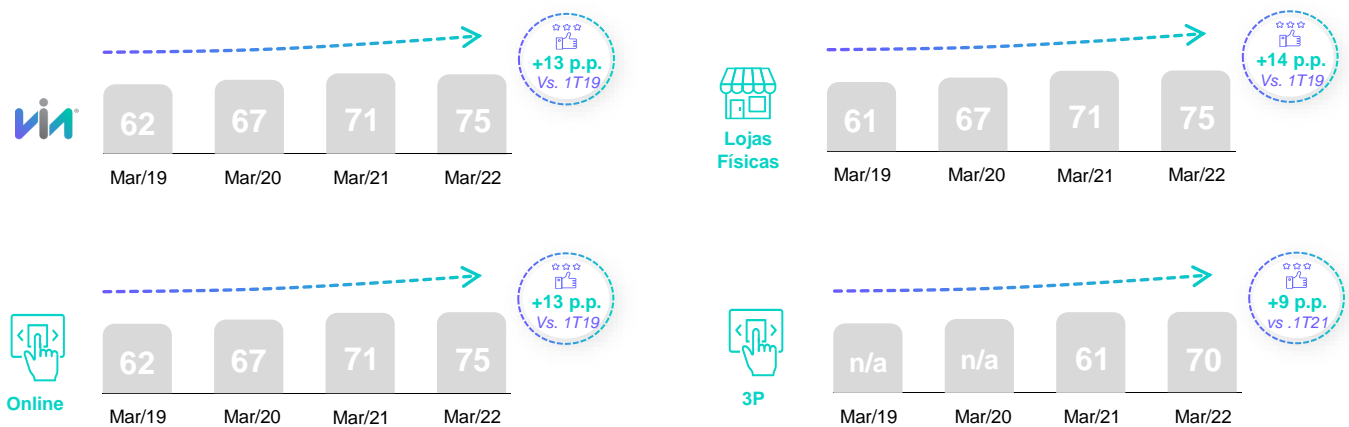 via
62
67
71
75
Mar/19
Mar/20
Mar/21
Mar/22
+13 p.p.
Vs. 1T19
Lojas
Físicas
61
67
71
75
Mar/19
Mar/20
Mar/21
Mar/22
+14 p.p.
Vs. 1T19
Online
62
67
71
75
Mar/19
Mar/20
Mar/21
Mar/22
+13 p.p.
Vs. 1T19
3P
n/a
n/a
61
70
Mar/19
Mar/20
Mar/21
Mar/22
+9 p.p.
vs .1T21